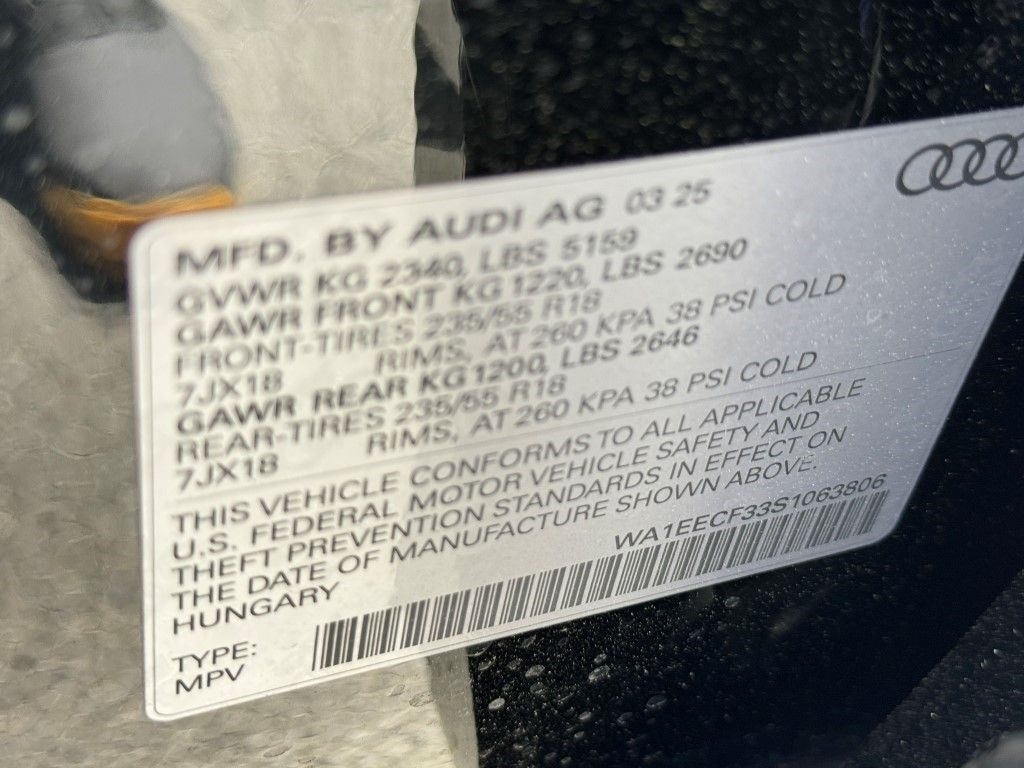 MFD. BY AUDI AG 03 25
GVWR KG 2340, LBS 5159
GAWR FRONT KG 1220, LBS 2690
FRONT-TIRES 235/55 R18
7JX18 RIMS, AT 260 KPA 38 PSI COLD
GAWR REAR KG 1200, LBS 2646
REAR-TIRES 235/55 R18
7JX18 RIMS, AT 260 KPA 38 PSI COLD
THIS VEHICLE CONFORMS TO ALL APPLICABLE
U.S. FEDERAL MOTOR VEHICLE SAFETY AND
THEFT PREVENTION STANDARDS IN EFFECT ON
THE DATE OF MANUFACTURE SHOWN ABOVE.
HUNGARY
WA1EECF33S1063806
TYPE:
MPV